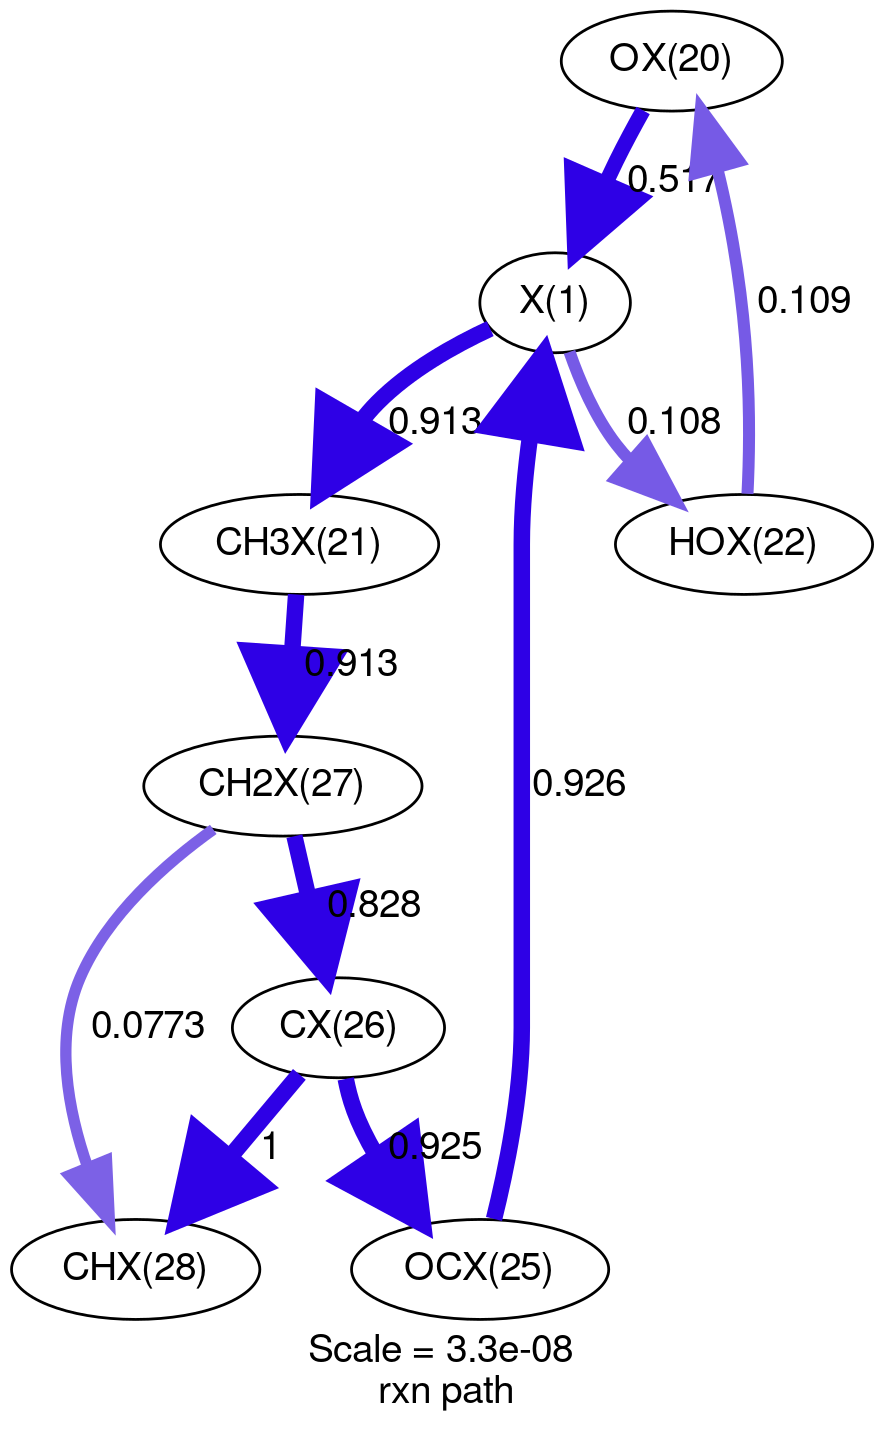 OX(20)
0.517
X(1)
0.109
0.913
0.108
CH3X(21)
HOX(22)
0.913
CH2X(27)
0.926
0.828
0.0773
CX(26)
1
0.925
CHX(28)
OCX(25)
Scale = 3.3e-08
rxn path